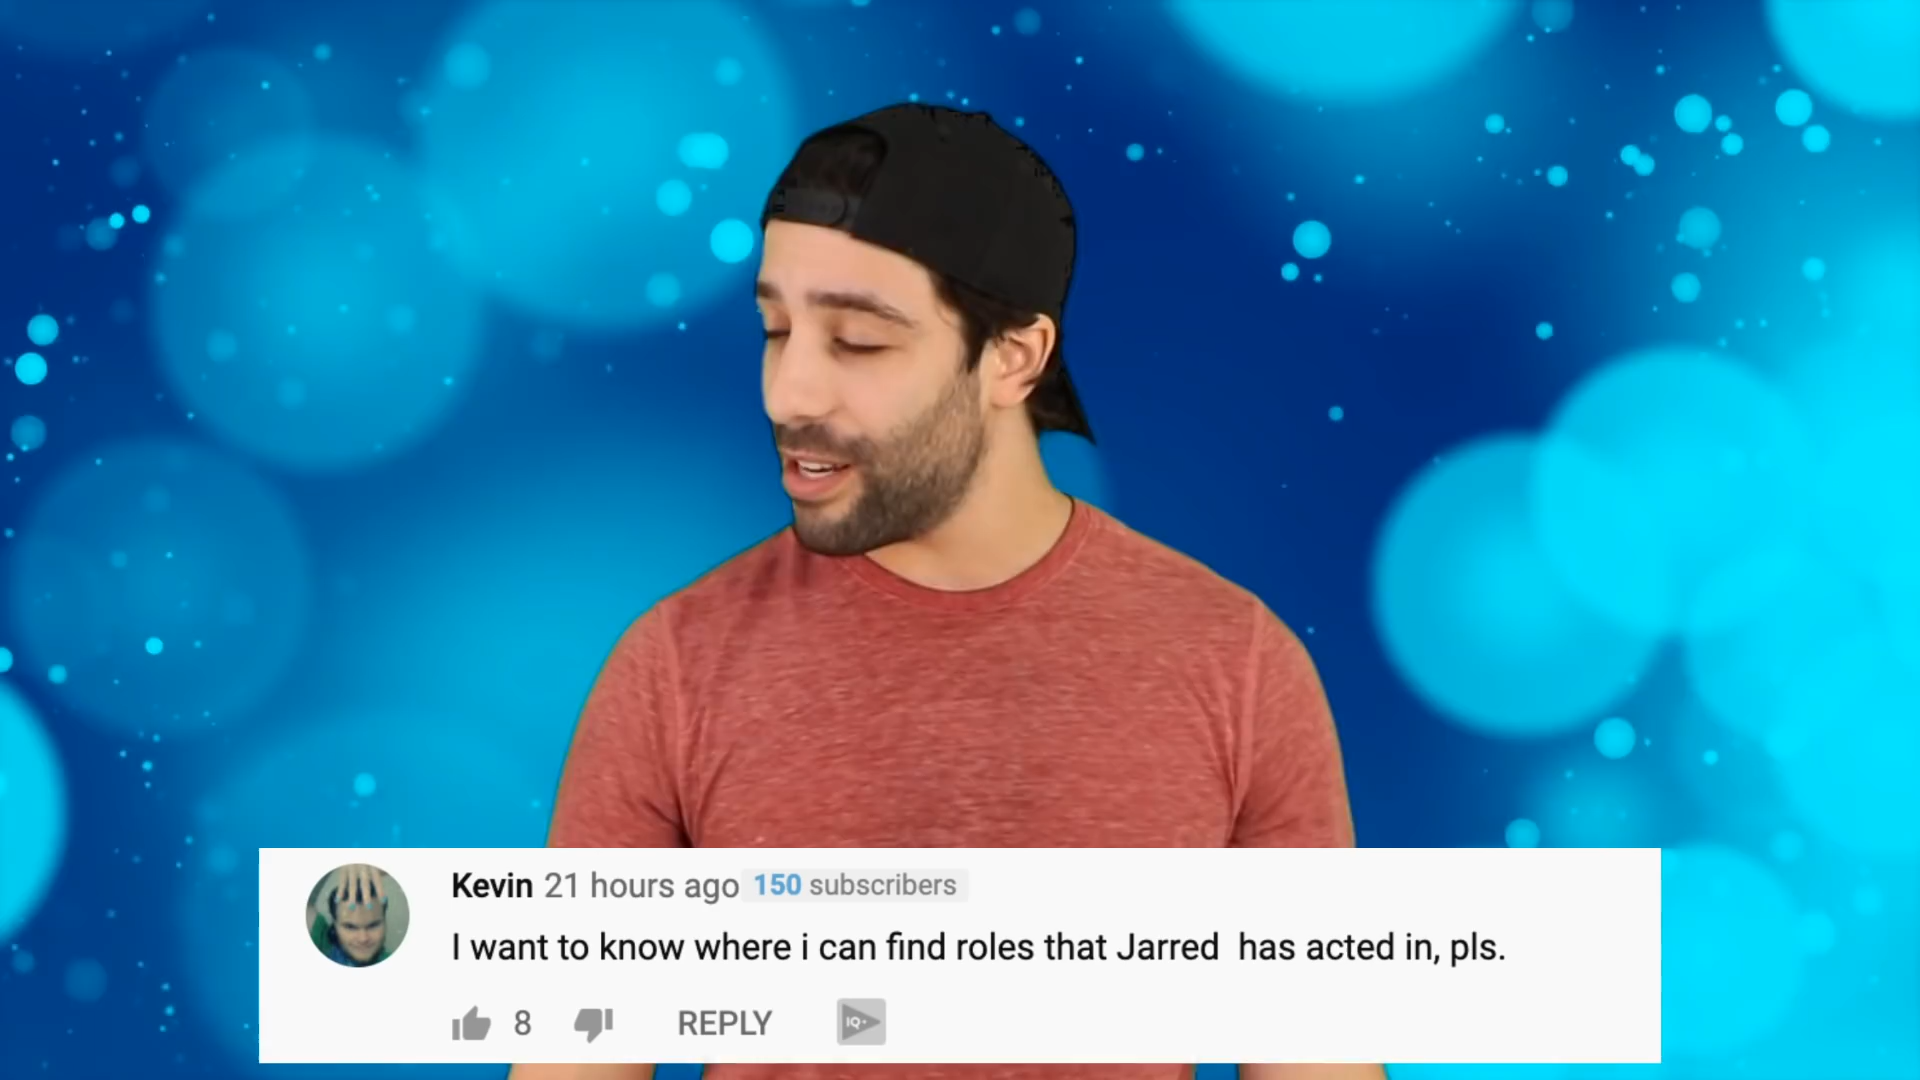 Kevin 21 hours ago 150 subscribers
I want to know where i can find roles that Jarred  has acted in, pls.
8 REPLY IQ+